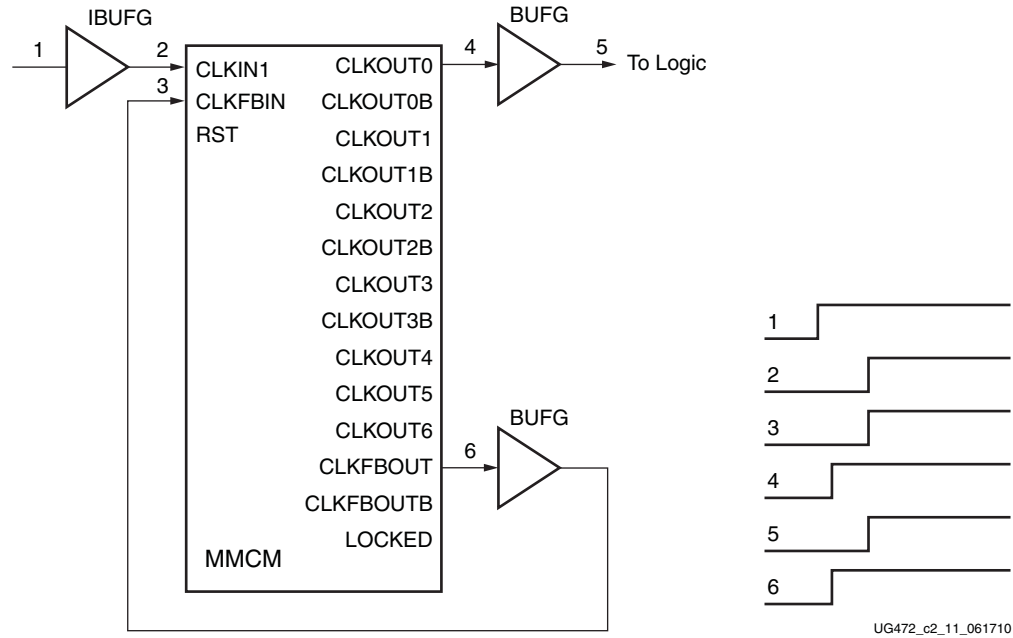 IBUFG
1
2
3
CLKIN1
CLKFBIN
RST
MMCM
CLKOUT0
CLKOUT0B
CLKOUT1
CLKOUT1B
CLKOUT2
CLKOUT2B
CLKOUT3
CLKOUT3B
CLKOUT4
CLKOUT5
CLKOUT6
CLKFBOUT
CLKFBOUTB
LOCKED
BUFG
4
5
To Logic
BUFG
6
1
2
3
4
5
6
UG472_c2_11_061710